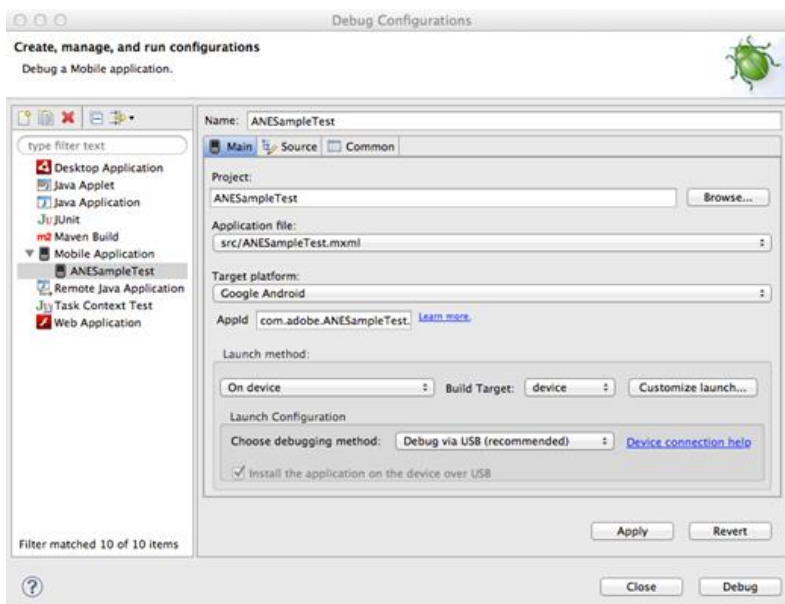 Debug Configurations
Create, manage, and run configurations
Debug a Mobile application.
Name: ANESampleTest
type filter text
Desktop Application
Java Applet
Java Application
Ju JUnit
m2 Maven Build
Mobile Application
ANESampleTest
Remote Java Application
Task Context Test
Web Application
Filter matched 10 of 10 items
Main Source Common
Project:
ANESampleTest Browse...
Application file:
src/ANESampleTest.mxml
Target platform:
Google Android
AppId com.adobe.ANESampleTest. Learn more.
Launch method:
On device Build Target: device Customize launch...
Launch Configuration
Choose debugging method: Debug via USB (recommended) Device connection help
Install the application on the device over USB
Apply Revert
? Close Debug